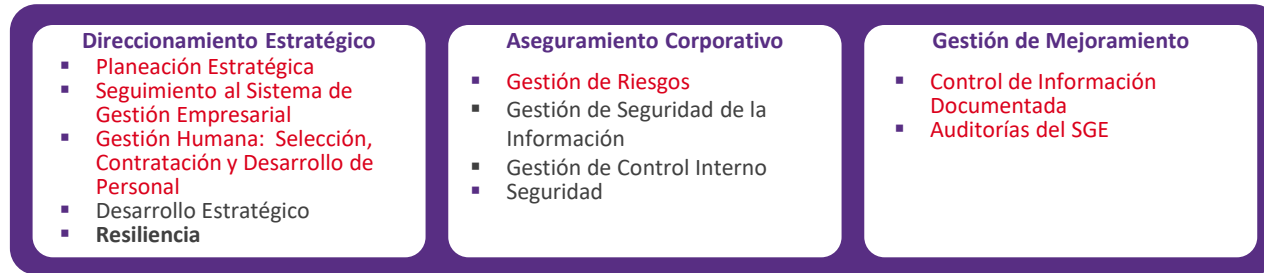 Direccionamiento Estratégico
▪ Planeación Estratégica
▪ Seguimiento al Sistema de
Gestión Empresarial
▪ Gestión Humana: Selección,
Contratación y Desarrollo de
Personal
▪ Desarrollo Estratégico
▪ Resiliencia
Aseguramiento Corporativo
▪ Gestión de Riesgos
▪ Gestión de Seguridad de la
Información
▪ Gestión de Control Interno
▪ Seguridad
Gestión de Mejoramiento
▪ Control de Información
Documentada
▪ Auditorías del SGE